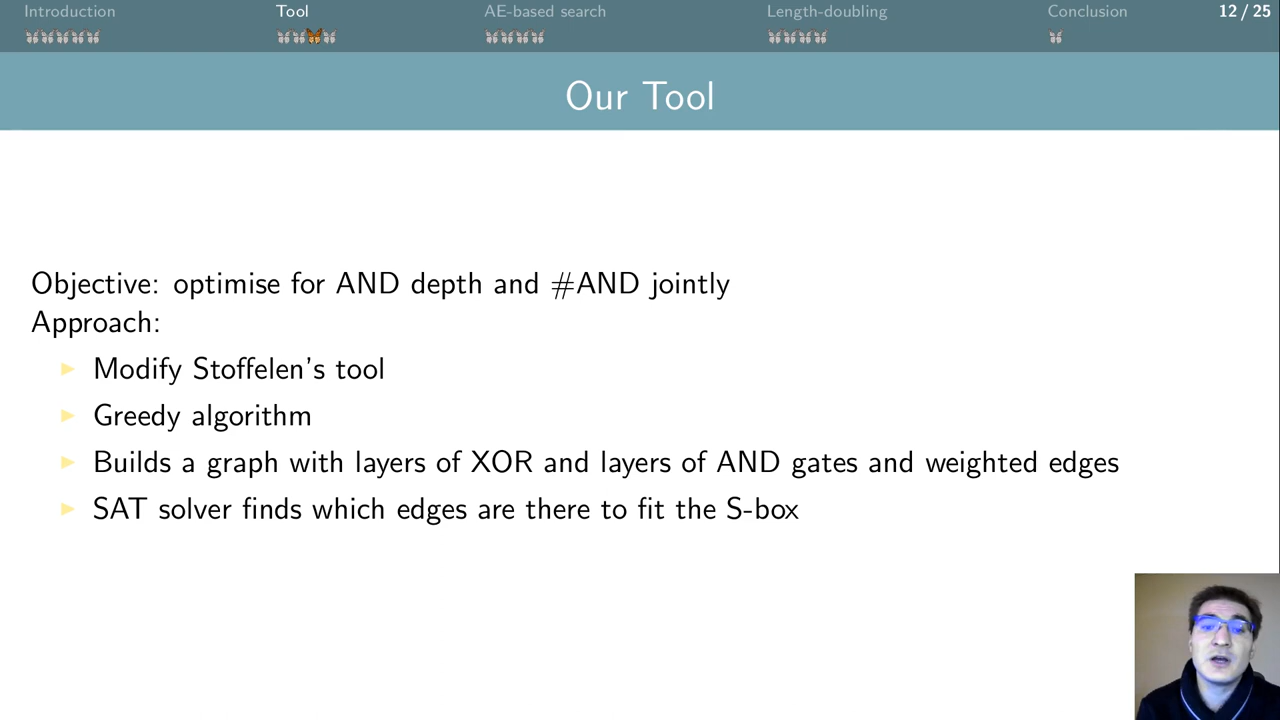 Introduction
Tool
AE-based search
Length-doubling
Conclusion
12 / 25
Our Tool
Objective: optimise for AND depth and #AND jointly
Approach:
Modify Stoffelen's tool
Greedy algorithm
Builds a graph with layers of XOR and layers of AND gates and weighted edges
SAT solver finds which edges are there to fit the S-box